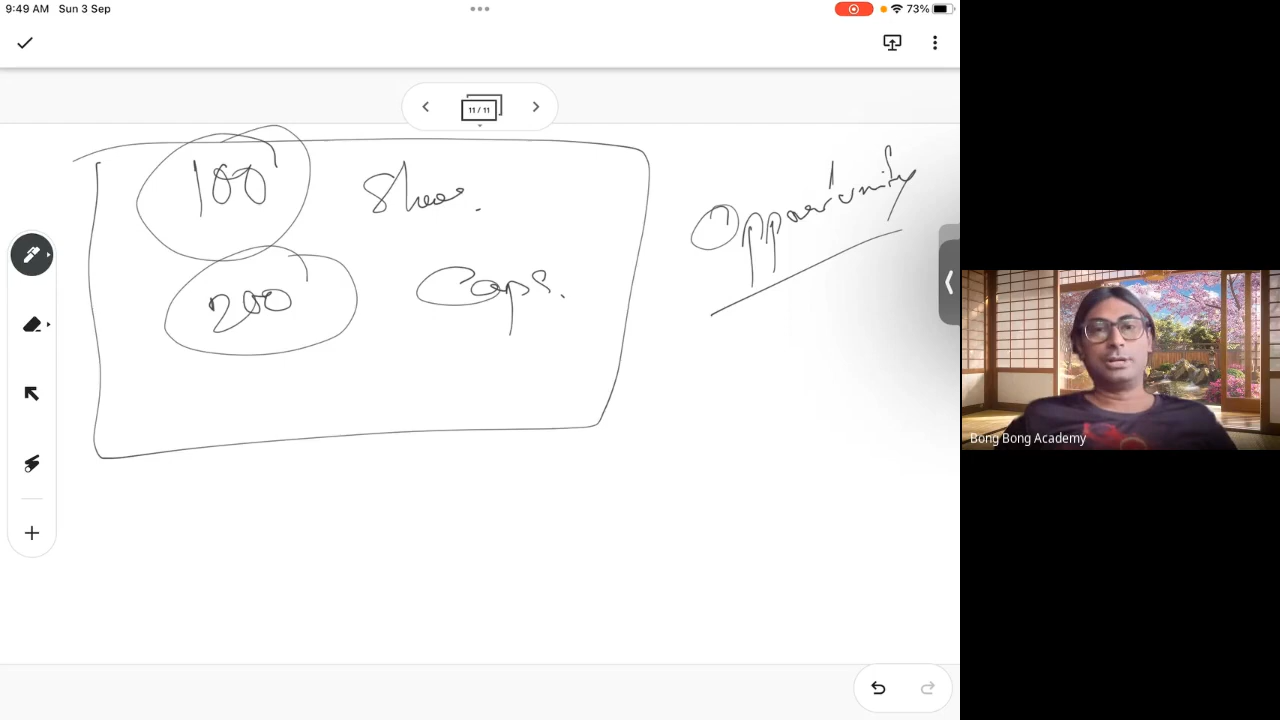 9:49 AM Sun 3 Sep
73%
11 / 11
100 Shoes.
200 Caps.
Opportunity
Bong Bong Academy